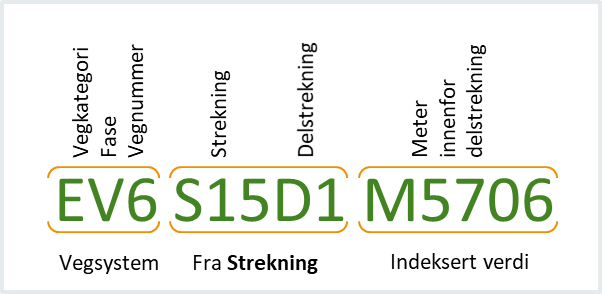 Vegkategori
Fase
Vegnummer
Strekning
Delstrekning
Meter
innenfor
delstrekning
EV6 S15D1 M5706
Vegsystem
Fra Strekning
Indeksert verdi